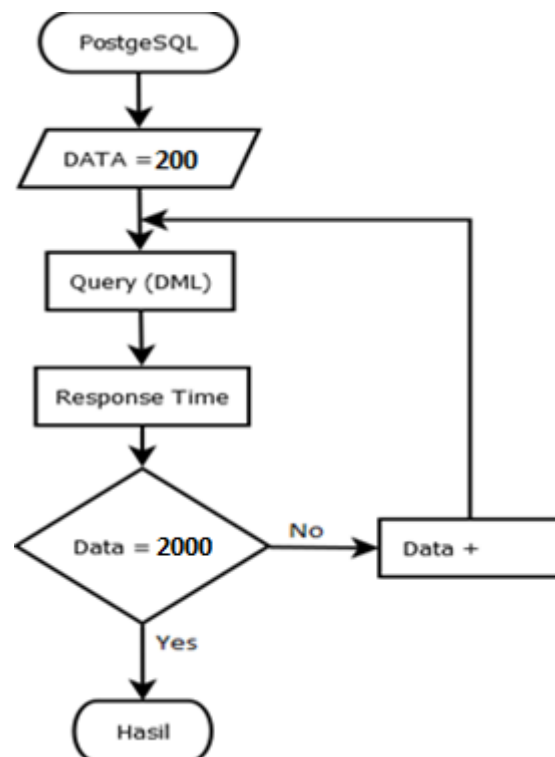 PostgeSQL
DATA = 200
Query (DML)
Response Time
Data = 2000
No
Data +
Yes
Hasil